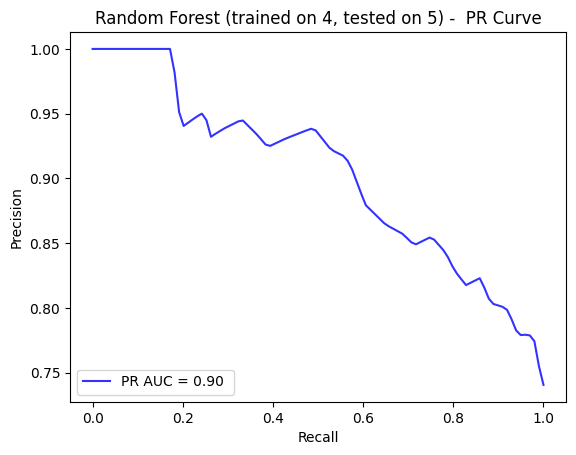 Random Forest (trained on 4, tested on 5) -  PR Curve
1.00
0.95
0.90
0.85
0.80
0.75
Precision
PR AUC = 0.90
0.0 0.2 0.4 0.6 0.8 1.0
Recall